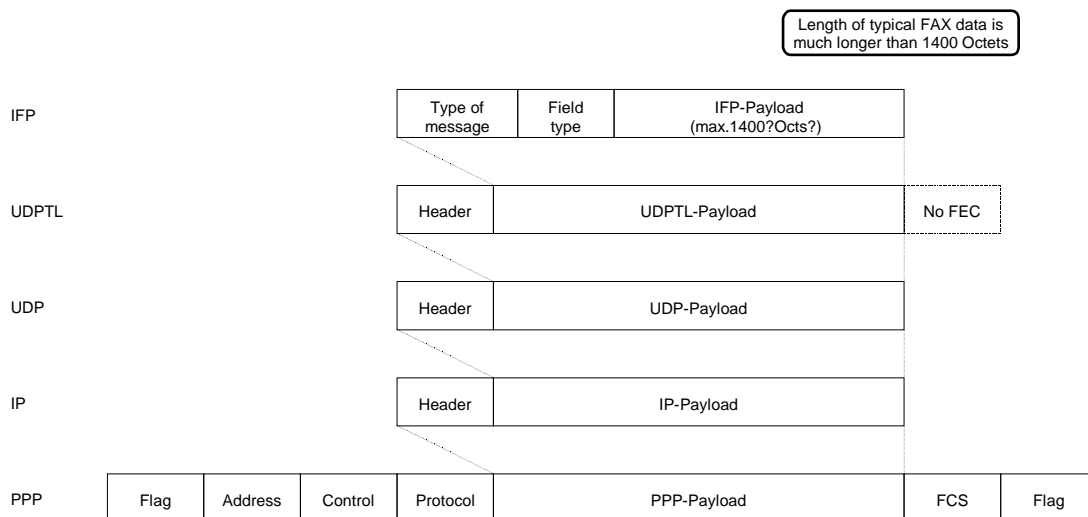 Length of typical FAX data is
much longer than 1400 Octets
IFP
Type of
message
Field
type
IFP-Payload
(max.1400?Octs?)
UDPTL
Header
UDPTL-Payload
No FEC
UDP
Header
UDP-Payload
IP
Header
IP-Payload
PPP
Flag
Address
Control
Protocol
PPP-Payload
FCS
Flag